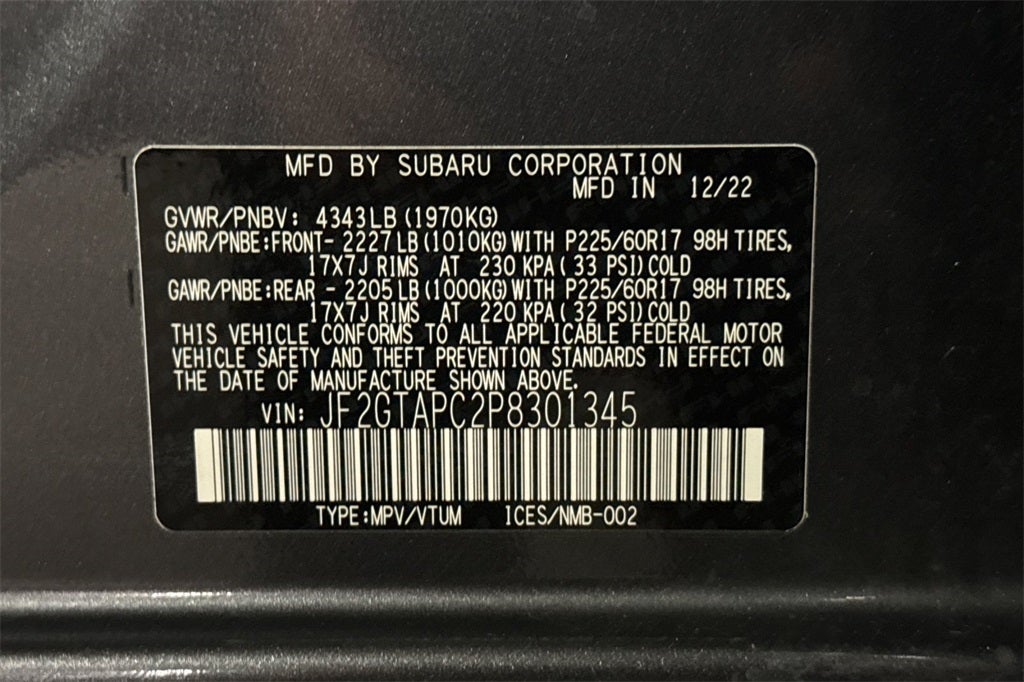 MFD BY SUBARU CORPORATION
MFD IN 12/22
GVWR/PNBV: 4343LB (1970KG)
GAWR/PNBE:FRONT- 2227LB (1010KG) WITH P225/60R17 98H TIRES,
17X7J RIMS AT 230 KPA( 33 PSI) COLD
GAWR/PNBE:REAR - 2205LB (1000KG) WITH P225/60R17 98H TIRES,
17X7J RIMS AT 220 KPA( 32 PSI) COLD
THIS VEHICLE CONFORMS TO ALL APPLICABLE FEDERAL MOTOR
VEHICLE SAFETY AND THEFT PREVENTION STANDARDS IN EFFECT ON
THE DATE OF MANUFACTURE SHOWN ABOVE.
VIN: JF2GTAPC2P8301345
TYPE:MPV/VTUM ICES/NMB-002